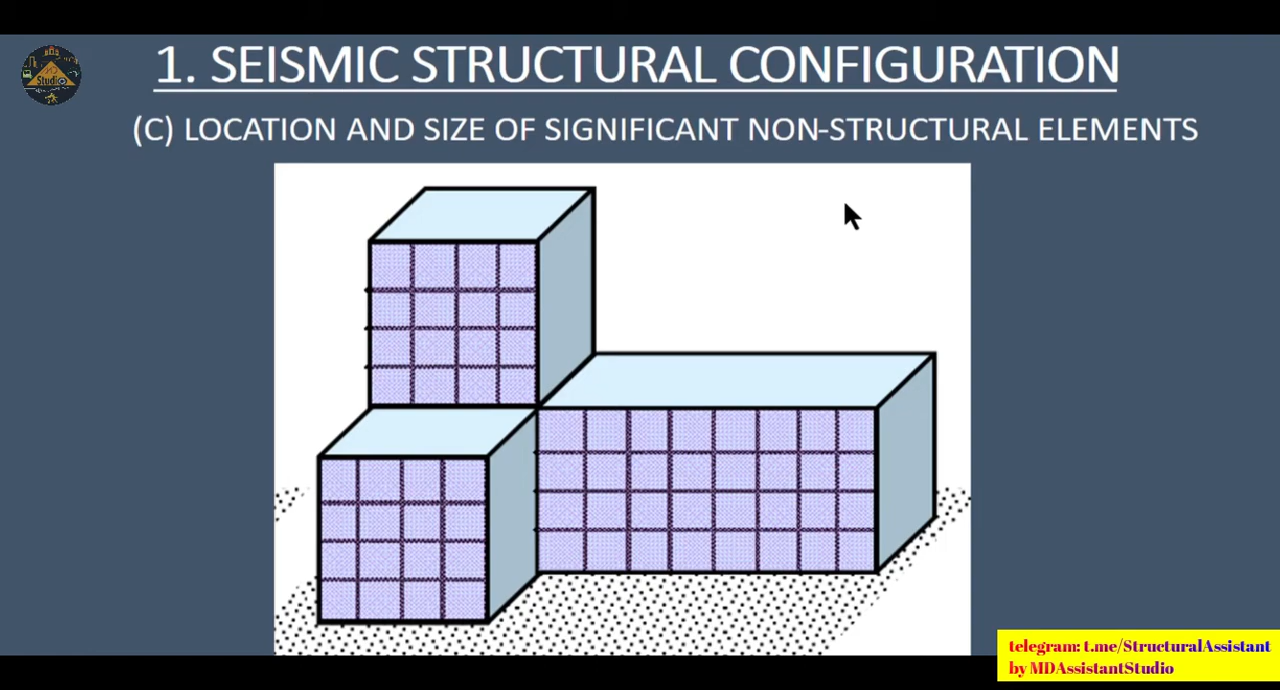 1. SEISMIC STRUCTURAL CONFIGURATION
(C) LOCATION AND SIZE OF SIGNIFICANT NON-STRUCTURAL ELEMENTS
Studio
telegram: t.me/StructuralAssistant
by MDAssistantStudio